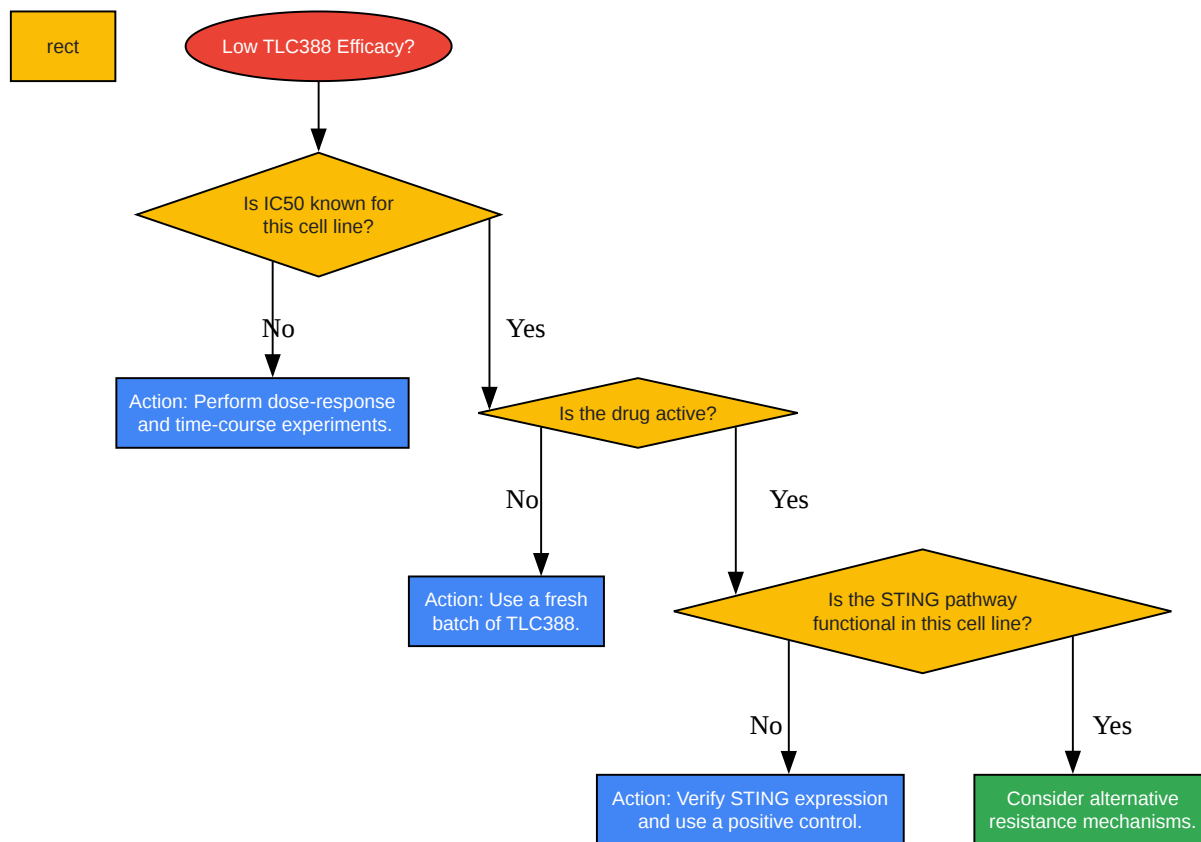 rect
Low TLC388 Efficacy?
Is IC50 known for
this cell line?
No
Yes
Action: Perform dose-response
and time-course experiments.
Is the drug active?
No
Yes
Action: Use a fresh
batch of TLC388.
Is the STING pathway
functional in this cell line?
No
Yes
Action: Verify STING expression
and use a positive control.
Consider alternative
resistance mechanisms.